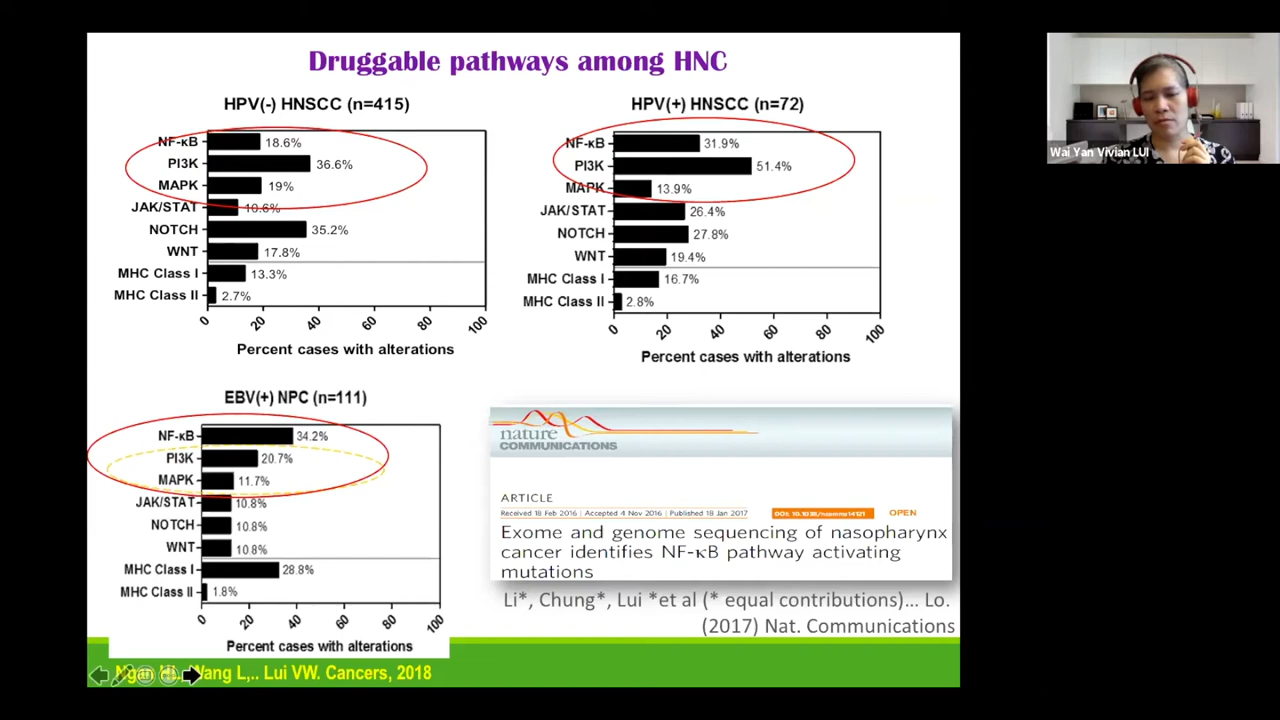 Druggable pathways among HNC
HPV(-) HNSCC (n=415)
NF-κB 18.6%
PI3K 36.6%
MAPK 19%
JAK/STAT 10.6%
NOTCH 35.2%
WNT 17.8%
MHC Class I 13.3%
MHC Class II 2.7%
0 20 40 60 80 100
Percent cases with alterations
HPV(+) HNSCC (n=72)
NF-κB 31.9%
PI3K 51.4%
MAPK 13.9%
JAK/STAT 26.4%
NOTCH 27.8%
WNT 19.4%
MHC Class I 16.7%
MHC Class II 2.8%
0 20 40 60 80 100
Percent cases with alterations
EBV(+) NPC (n=111)
NF-κB 34.2%
PI3K 20.7%
MAPK 11.7%
JAK/STAT 10.8%
NOTCH 10.8%
WNT 10.8%
MHC Class I 28.8%
MHC Class II 1.8%
0 20 40 60 80 100
Percent cases with alterations
nature
COMMUNICATIONS
ARTICLE
Received 18 Feb 2016 | Accepted 4 Nov 2016 | Published 18 Jan 2017
DOI: 10.1038/ncomms14121 OPEN
Exome and genome sequencing of nasopharynx
cancer identifies NF-κB pathway activating
mutations
Li*, Chung*, Lui *et al (* equal contributions)... Lo.
(2017) Nat. Communications
Ngan HL, Wang L,.. Lui VW. Cancers, 2018
Wai Yan Vivian LUI